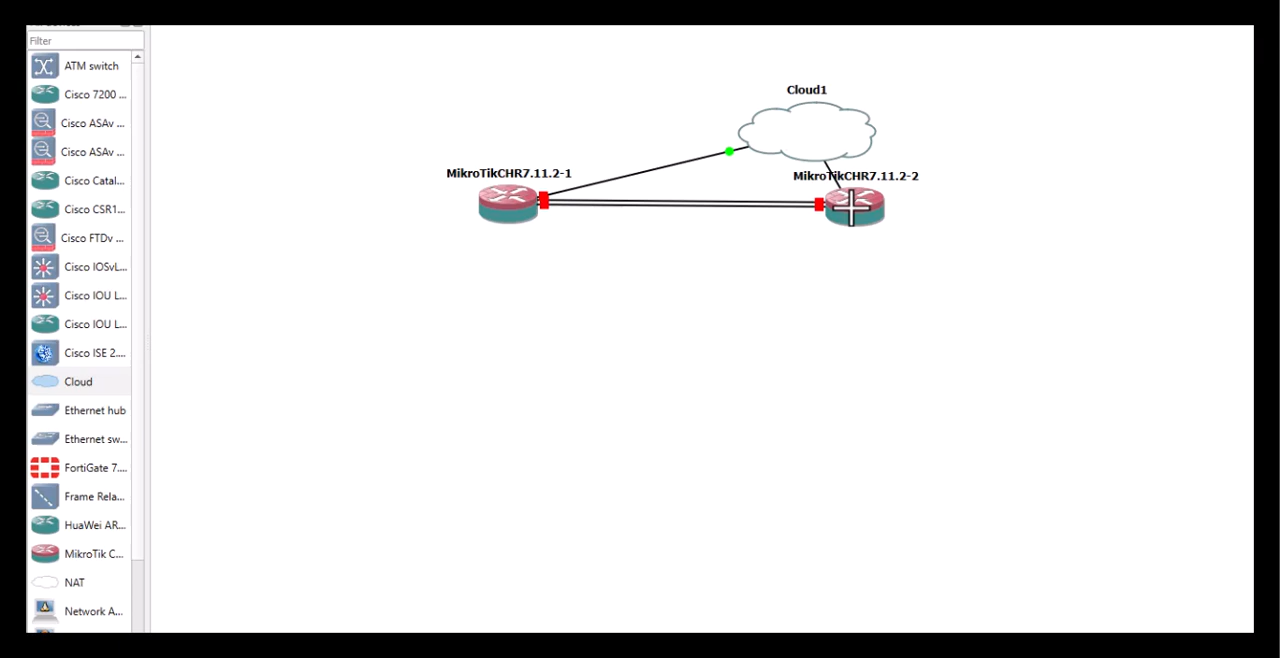 Filter
ATM switch
Cisco 7200 ...
Cisco ASAv ...
Cisco ASAv ...
Cisco Catal...
Cisco CSR1...
Cisco FTDv ...
Cisco IOSvL...
Cisco IOU L...
Cisco IOU L...
Cisco ISE 2....
Cloud
Ethernet hub
Ethernet sw...
FortiGate 7....
Frame Rela...
HuaWei AR...
MikroTik C...
NAT
Network A...
Cloud1
MikroTikCHR7.11.2-1
MikroTikCHR7.11.2-2